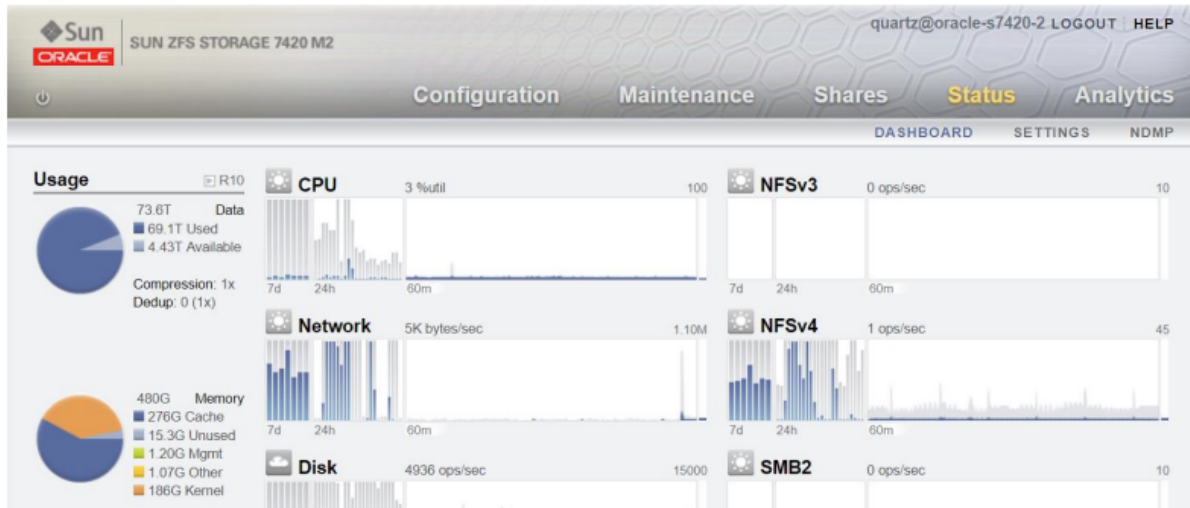 Sun
ORACLE
SUN ZFS STORAGE 7420 M2
quartz@oracle-s7420-2 LOGOUT HELP
Configuration Maintenance Shares Status Analytics
DASHBOARD SETTINGS NDMP
Usage R10
73.6T Data
69.1T Used
4.43T Available
Compression: 1x
Dedup: 0 (1x)
480G Memory
276G Cache
15.3G Unused
1.20G Mgmt
1.07G Other
186G Kernel
CPU 3 %util 100
7d 24h 60m
Network 5K bytes/sec 1.10M
7d 24h 60m
Disk 4936 ops/sec 15000
NFSv3 0 ops/sec 10
7d 24h 60m
NFSv4 1 ops/sec 45
7d 24h 60m
SMB2 0 ops/sec 10